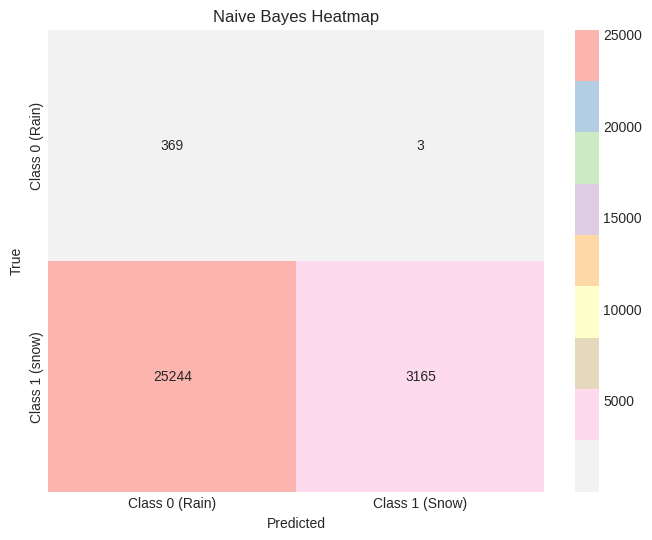 Naive Bayes Heatmap
True
Class 0 (Rain)
Class 1 (snow)
369
3
25244
3165
Class 0 (Rain)
Class 1 (Snow)
Predicted
25000
20000
15000
10000
5000